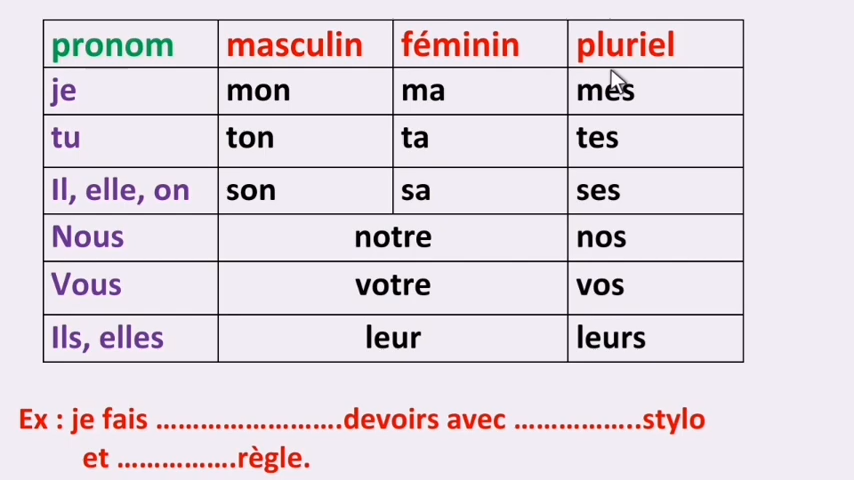 pronom masculin féminin pluriel
je mon ma mes
tu ton ta tes
Il, elle, on son sa ses
Nous notre nos
Vous votre vos
Ils, elles leur leurs
Ex : je fais …………………….devoirs avec ……………..stylo
et …………….règle.